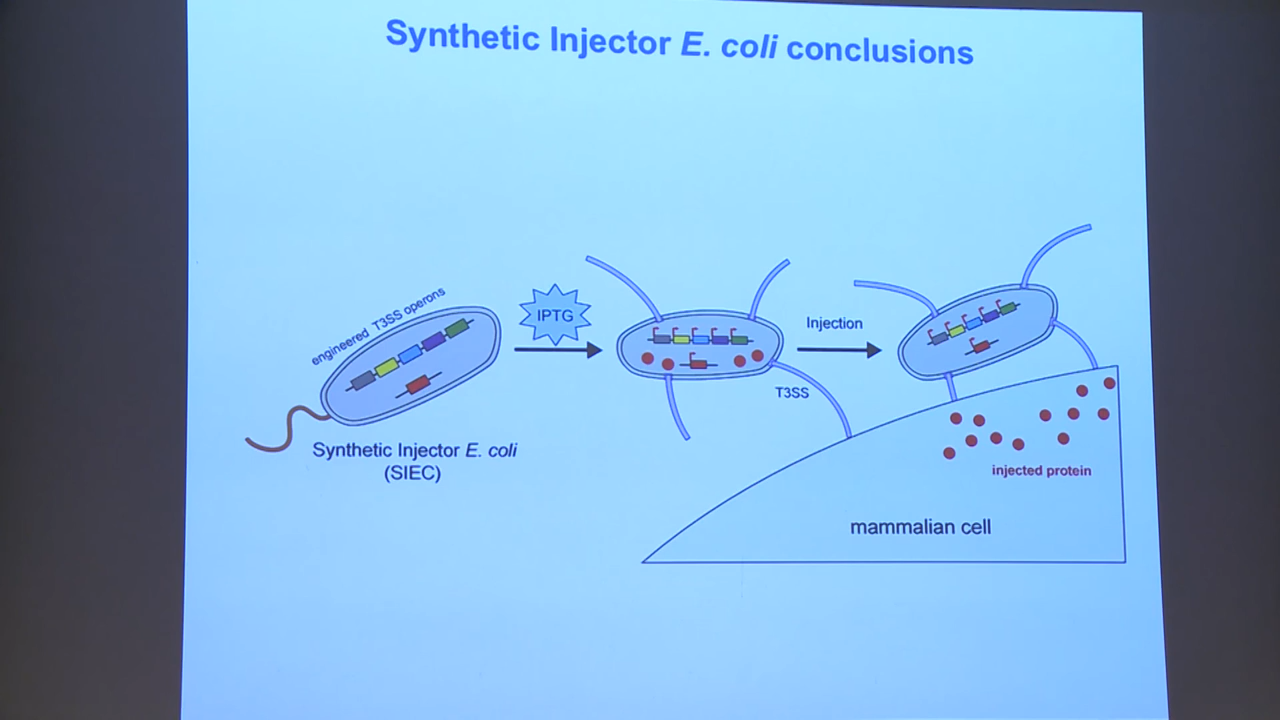 Synthetic Injector E. coli conclusions
engineered T3SS operons
IPTG
Injection
T3SS
Synthetic Injector E. coli
(SIEC)
injected protein
mammalian cell